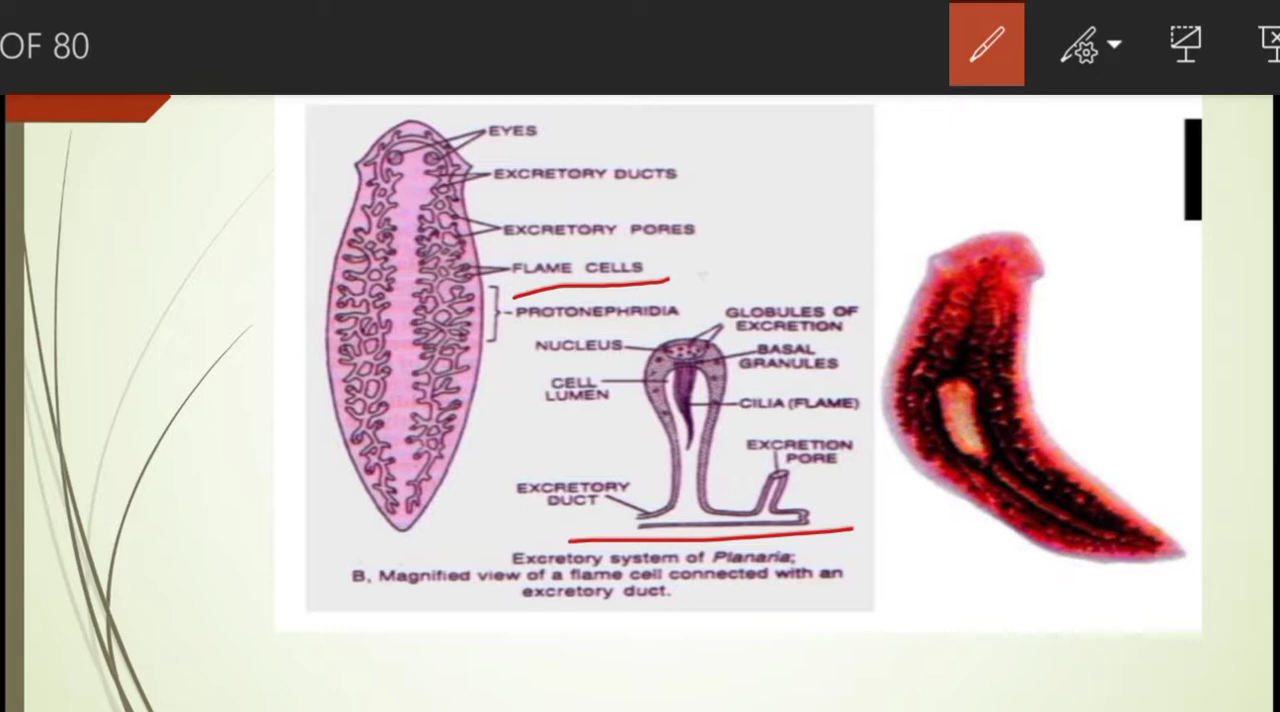 OF 80
EYES
EXCRETORY DUCTS
EXCRETORY PORES
FLAME CELLS
PROTONEPHRIDIA
GLOBULES OF
EXCRETION
NUCLEUS
BASAL
GRANULES
CELL
LUMEN
CILIA (FLAME)
EXCRETION
PORE
EXCRETORY
DUCT
Excretory system of Planaria;
B, Magnified view of a flame cell connected with an
excretory duct.